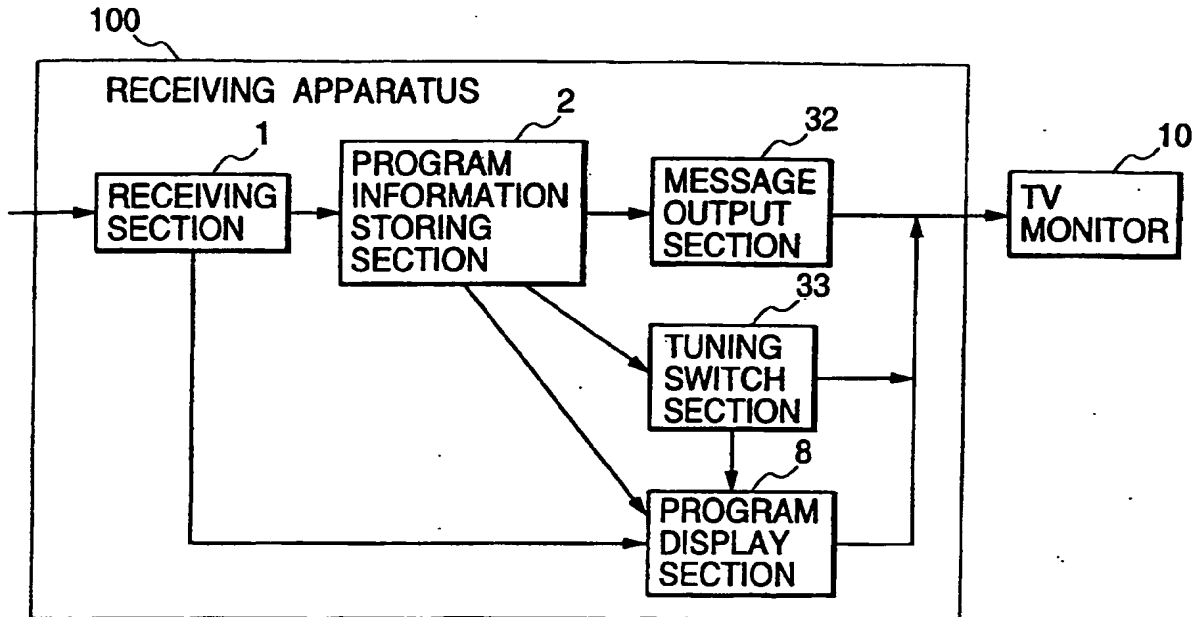 100
RECEIVING APPARATUS
1
RECEIVING
SECTION
2
PROGRAM
INFORMATION
STORING
SECTION
32
MESSAGE
OUTPUT
SECTION
10
TV
MONITOR
33
TUNING
SWITCH
SECTION
8
PROGRAM
DISPLAY
SECTION